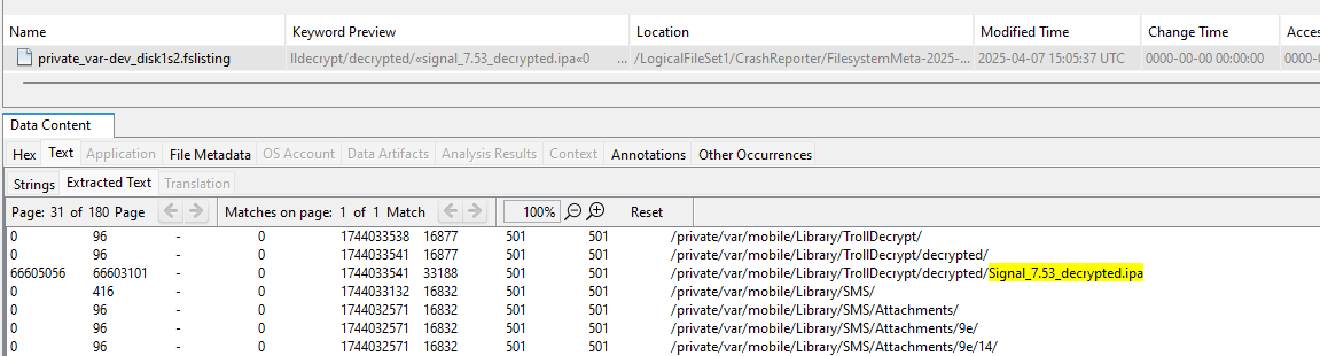 Name Keyword Preview Location Modified Time Change Time Acces
private_var-dev_disk1s2.fslisting lldecrypt/decrypted/«signal_7.53_decrypted.ipa«0 ... /LogicalFileSet1/CrashReporter/FilesystemMeta-2025-... 2025-04-07 15:05:37 UTC 0000-00-00 00:00:00 0000-
Data Content
Hex Text Application File Metadata OS Account Data Artifacts Analysis Results Context Annotations Other Occurrences
Strings Extracted Text Translation
Page: 31 of 180 Page Matches on page: 1 of 1 Match 100% Reset
0 96 - 0 1744033538 16877 501 501 /private/var/mobile/Library/TrollDecrypt/
0 96 - 0 1744033541 16877 501 501 /private/var/mobile/Library/TrollDecrypt/decrypted/
66605056 66603101 - 0 1744033541 33188 501 501 /private/var/mobile/Library/TrollDecrypt/decrypted/Signal_7.53_decrypted.ipa
0 416 - 0 1744033132 16832 501 501 /private/var/mobile/Library/SMS/
0 96 - 0 1744032571 16832 501 501 /private/var/mobile/Library/SMS/Attachments/
0 96 - 0 1744032571 16832 501 501 /private/var/mobile/Library/SMS/Attachments/9e/
0 96 - 0 1744032571 16832 501 501 /private/var/mobile/Library/SMS/Attachments/9e/14/